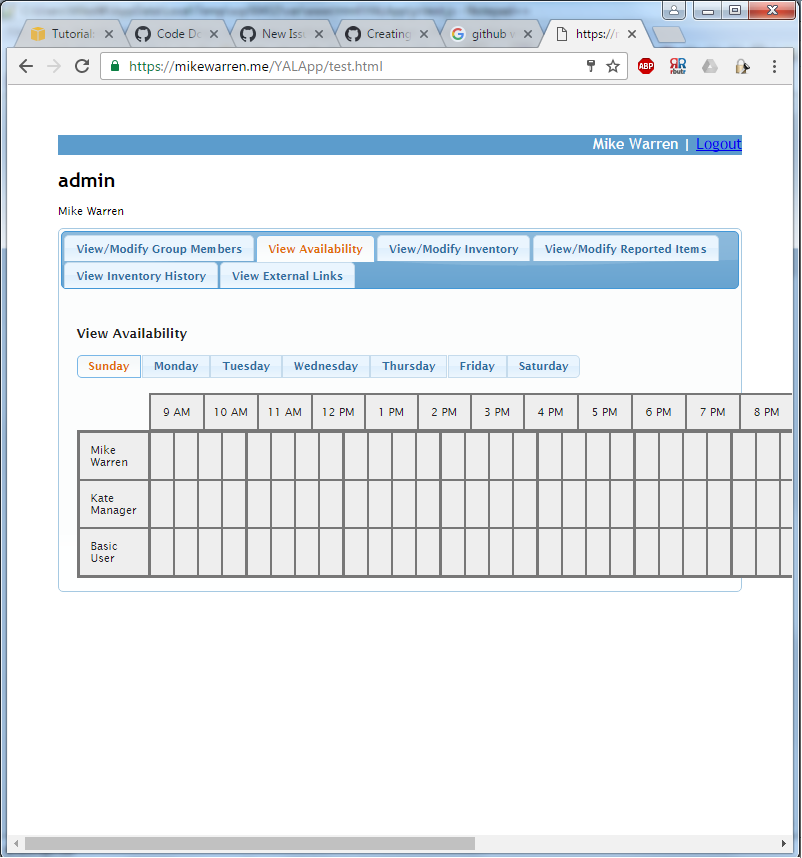 Tutorial:
Code De
New Issu
Creating
github w
https://r
https://mikewarren.me/YALApp/test.html
ABP
rbutr
Mike Warren | Logout
admin
Mike Warren
View/Modify Group Members View Availability View/Modify Inventory View/Modify Reported Items
View Inventory History View External Links
View Availability
Sunday Monday Tuesday Wednesday Thursday Friday Saturday
9 AM 10 AM 11 AM 12 PM 1 PM 2 PM 3 PM 4 PM 5 PM 6 PM 7 PM 8 PM
Mike
Warren
Kate
Manager
Basic
User